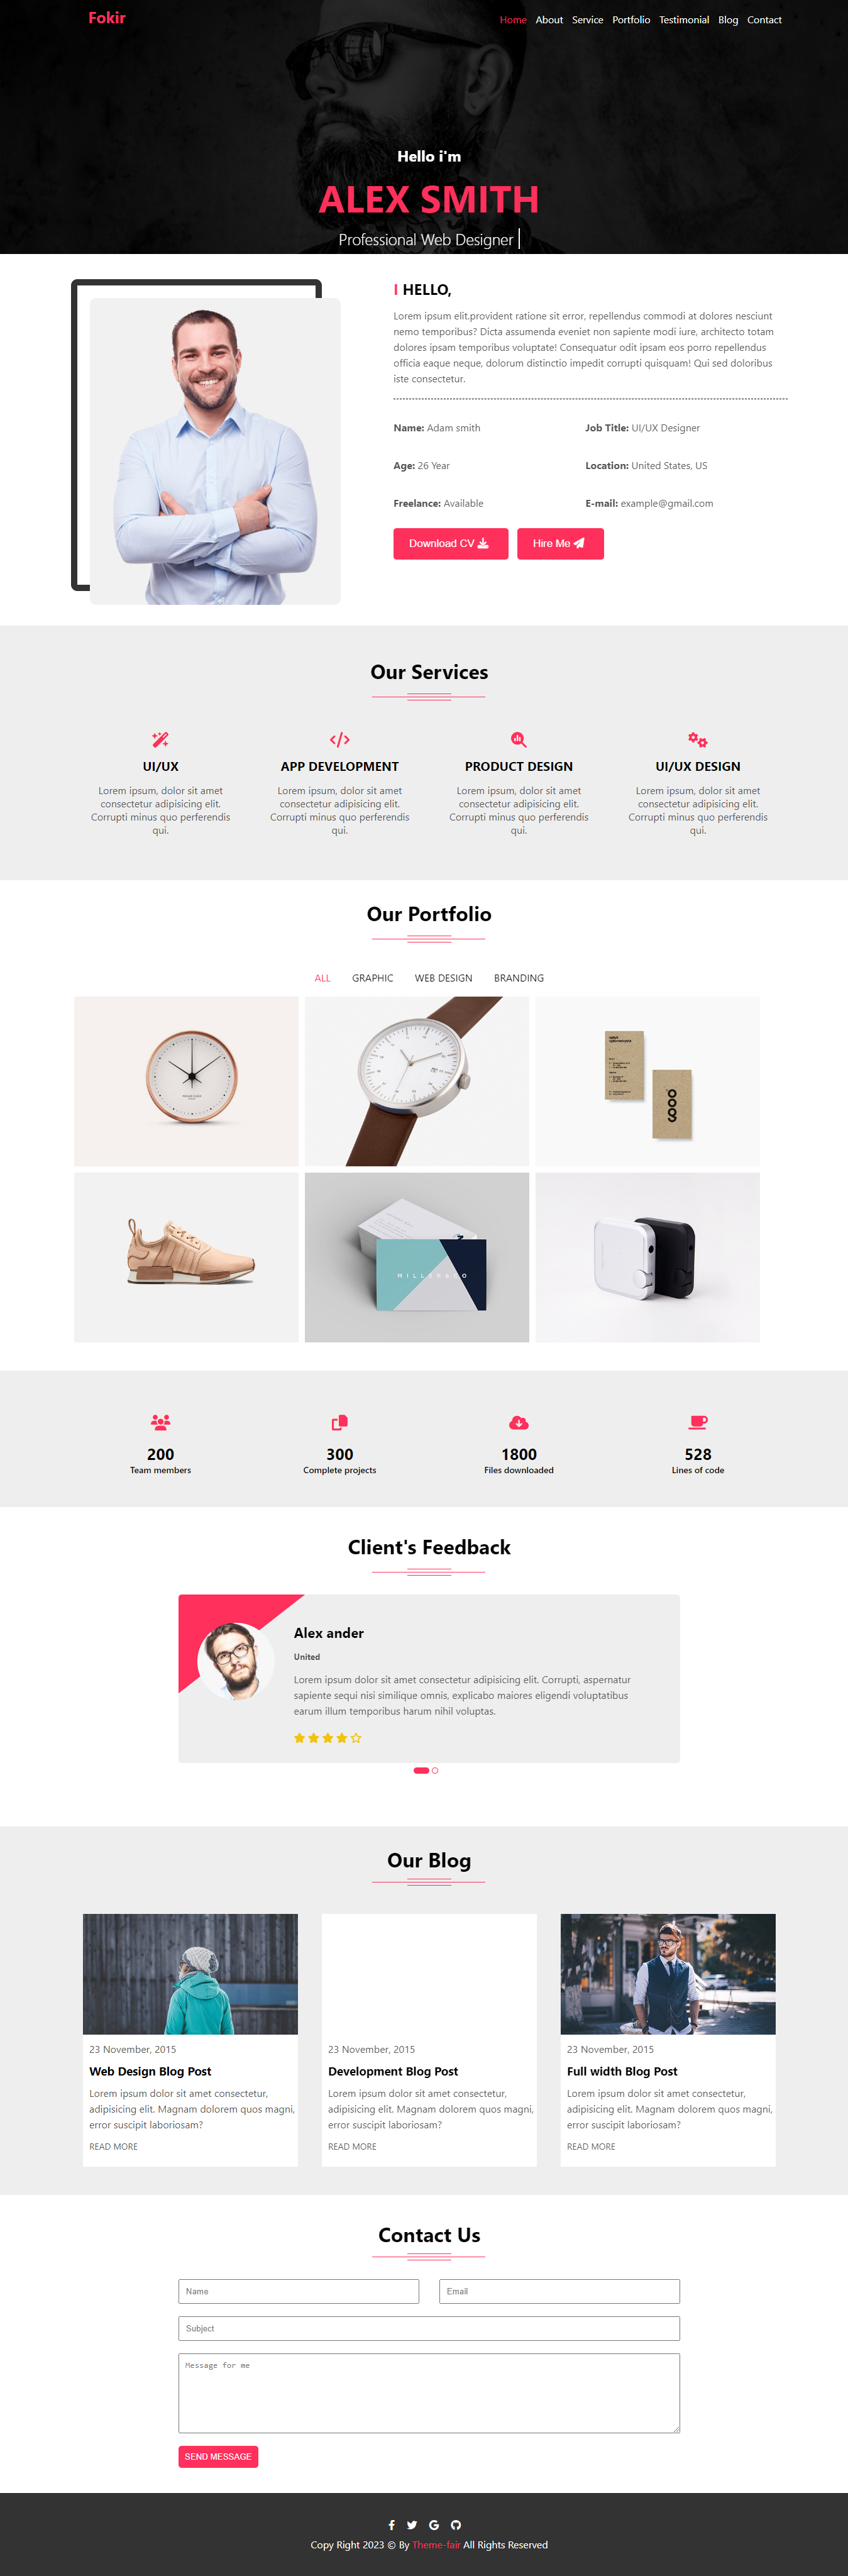 Fokir
Home About Service Portfolio Testimonial Blog Contact
Hello i'm
ALEX SMITH
Professional Web Designer
I HELLO,
Lorem ipsum elit.provident ratione sit error, repellendus commodi at dolores nesciunt
nemo temporibus? Dicta assumenda eveniet non sapiente modi iure, architecto totam
dolores ipsam temporibus voluptate! Consequatur odit ipsam eos porro repellendus
officia eaque neque, dolorum distinctio impedit corrupti quisquam! Qui sed doloribus
iste consectetur.
Name: Adam smith
Job Title: UI/UX Designer
Age: 26 Year
Location: United States, US
Freelance: Available
E-mail: example@gmail.com
Download CV
Hire Me
Our Services
UI/UX
Lorem ipsum, dolor sit amet
consectetur adipisicing elit.
Corrupti minus quo perferendis
qui.
APP DEVELOPMENT
Lorem ipsum, dolor sit amet
consectetur adipisicing elit.
Corrupti minus quo perferendis
qui.
PRODUCT DESIGN
Lorem ipsum, dolor sit amet
consectetur adipisicing elit.
Corrupti minus quo perferendis
qui.
UI/UX DESIGN
Lorem ipsum, dolor sit amet
consectetur adipisicing elit.
Corrupti minus quo perferendis
qui.
Our Portfolio
ALL GRAPHIC WEB DESIGN BRANDING
200
Team members
300
Complete projects
1800
Files downloaded
528
Lines of code
Client's Feedback
Alex ander
United
Lorem ipsum dolor sit amet consectetur adipisicing elit. Corrupti, aspernatur
sapiente sequi nisi similique omnis, explicabo maiores eligendi voluptatibus
earum illum temporibus harum nihil voluptas.
Our Blog
23 November, 2015
Web Design Blog Post
Lorem ipsum dolor sit amet consectetur,
adipisicing elit. Magnam dolorem quos magni,
error suscipit laboriosam?
READ MORE
23 November, 2015
Development Blog Post
Lorem ipsum dolor sit amet consectetur,
adipisicing elit. Magnam dolorem quos magni,
error suscipit laboriosam?
READ MORE
23 November, 2015
Full width Blog Post
Lorem ipsum dolor sit amet consectetur,
adipisicing elit. Magnam dolorem quos magni,
error suscipit laboriosam?
READ MORE
Contact Us
Name
Email
Subject
Message for me
SEND MESSAGE
Copy Right 2023 © By Theme-fair All Rights Reserved